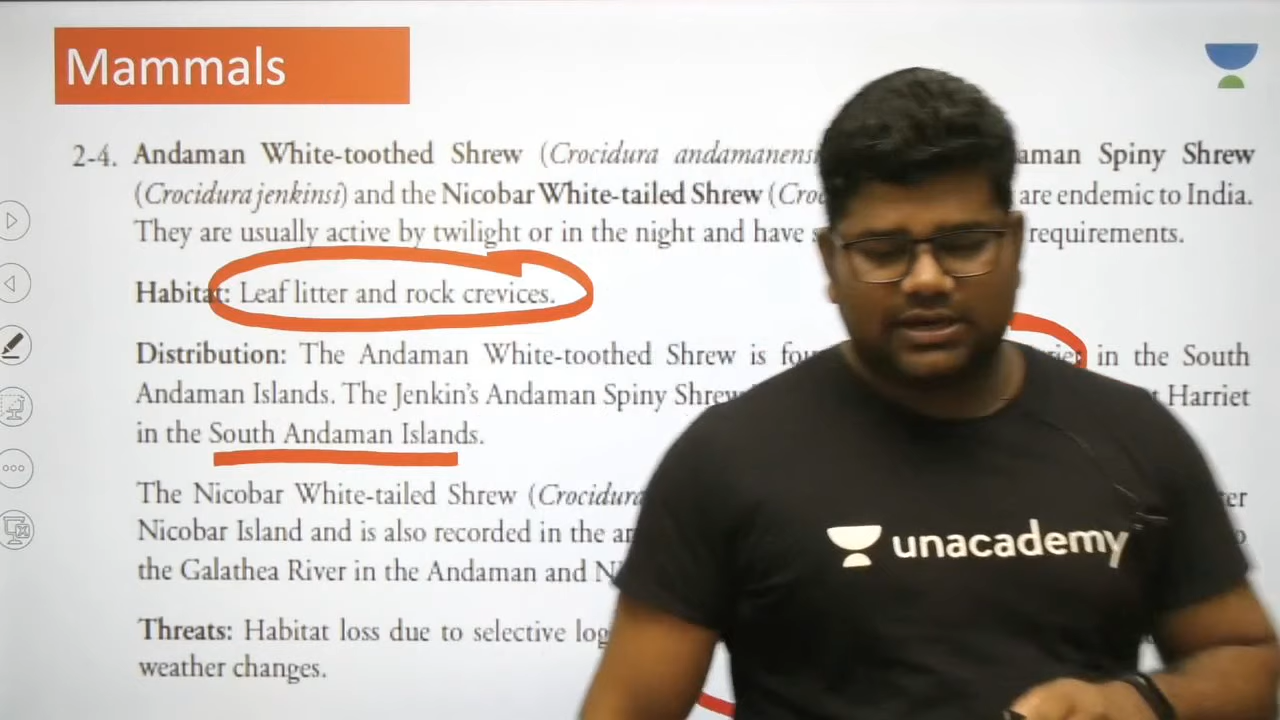 Mammals
2-4. Andaman White-toothed Shrew (Crocidura andamanensi aman Spiny Shrew
(Crocidura jenkinsi) and the Nicobar White-tailed Shrew (Croc are endemic to India.
They are usually active by twilight or in the night and have s requirements.
Habitat: Leaf litter and rock crevices.
Distribution: The Andaman White-toothed Shrew is fou in the South
Andaman Islands. The Jenkin's Andaman Spiny Shrew Harriet
in the South Andaman Islands.
The Nicobar White-tailed Shrew (Crocidura er
Nicobar Island and is also recorded in the ar
the Galathea River in the Andaman and Ni
Threats: Habitat loss due to selective log
weather changes.
unacademy